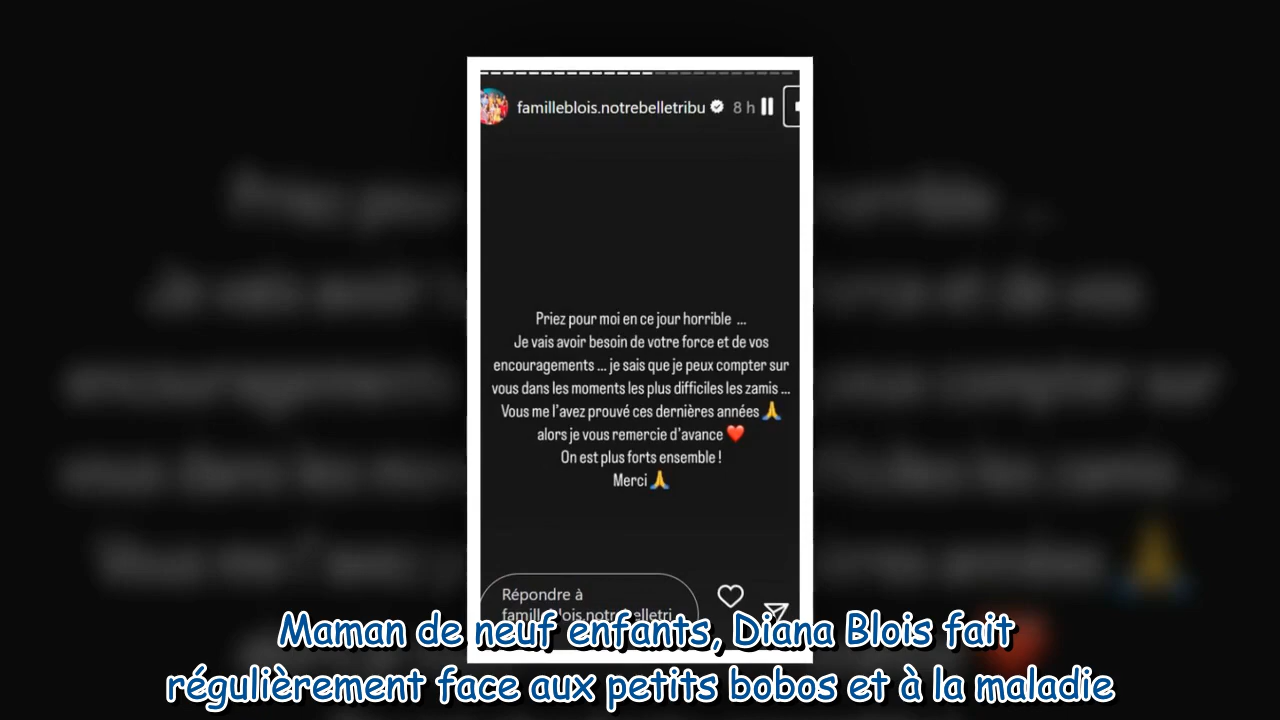 familleblois.notrebelletribu 8 h
Priez pour moi en ce jour horrible ...
Je vais avoir besoin de votre force et de vos
encouragements ... je sais que je peux compter sur
vous dans les moments les plus difficiles les zamis ...
Vous me l'avez prouvé ces dernières années 🙏
alors je vous remercie d'avance ❤️
On est plus forts ensemble !
Merci 🙏
Répondre à
familleblois.notrebelletri...
Maman de neuf enfants, Diana Blois fait
régulièrement face aux petits bobos et à la maladie